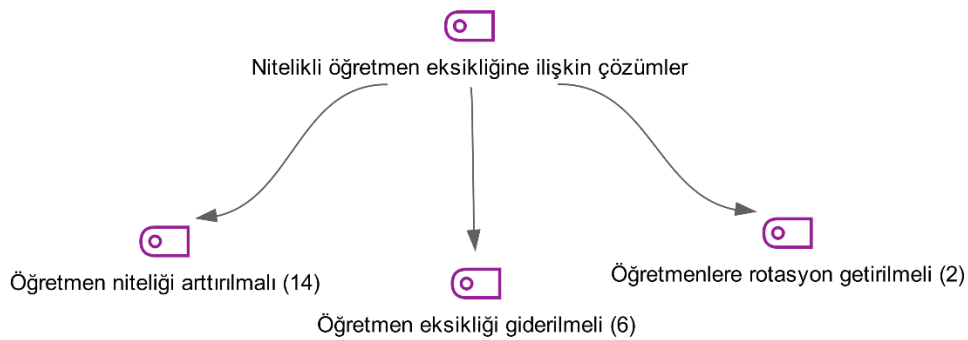 Nitelikli öğretmen eksikliğine ilişkin çözümler
Öğretmen niteliği arttırılmalı (14)
Öğretmen eksikliği giderilmeli (6)
Öğretmenlere rotasyon getirilmeli (2)